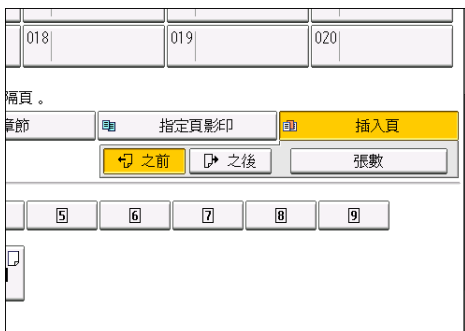 018 019 020
隔頁。
章節 指定頁影印 插入頁
之前 之後 張數
5 6 7 8 9